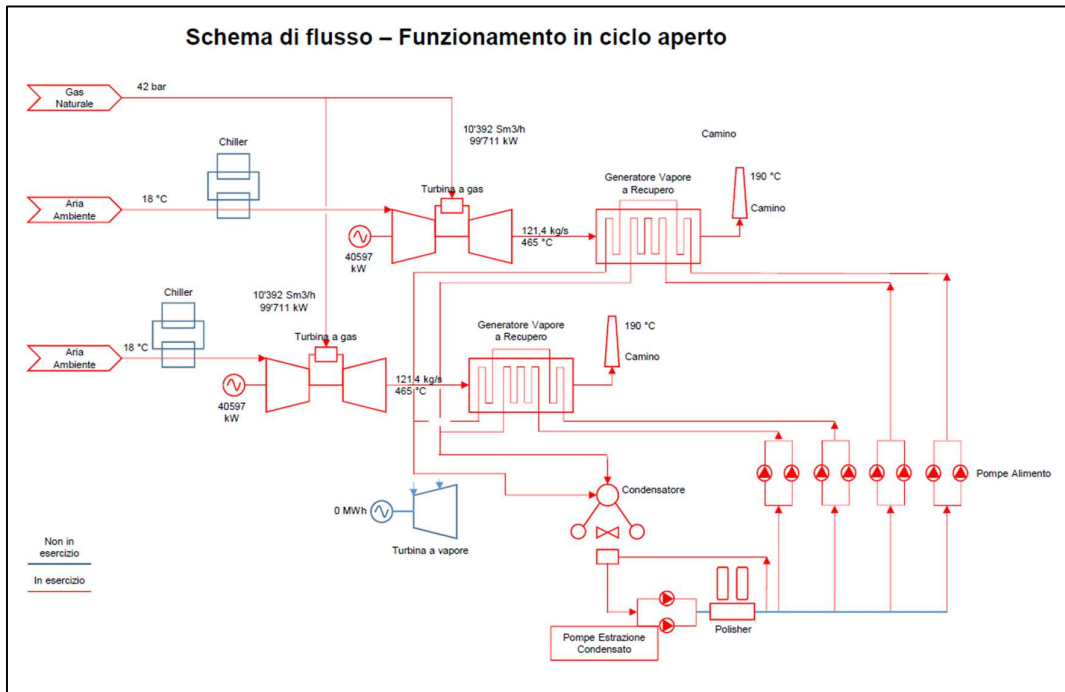 Schema di flusso – Funzionamento in ciclo aperto
Gas
Naturale
42 bar
10'392 Sm3/h
99'711 kW
Camino
Chiller
Generatore Vapore
a Recupero
190 °C
Turbina a gas
Camino
Aria
Ambiente
18 °C
40597
kW
121,4 kg/s
465 °C
Chiller
10'392 Sm3/h
99'711 kW
Turbina a gas
Generatore Vapore
a Recupero
190 °C
Camino
Aria
Ambiente
18 °C
121,4 kg/s
465 °C
40597
kW
Pompe Alimento
Condensatore
0 MWh
Turbina a vapore
Non in
esercizio
In esercizio
Polisher
Pompe Estrazione
Condensato